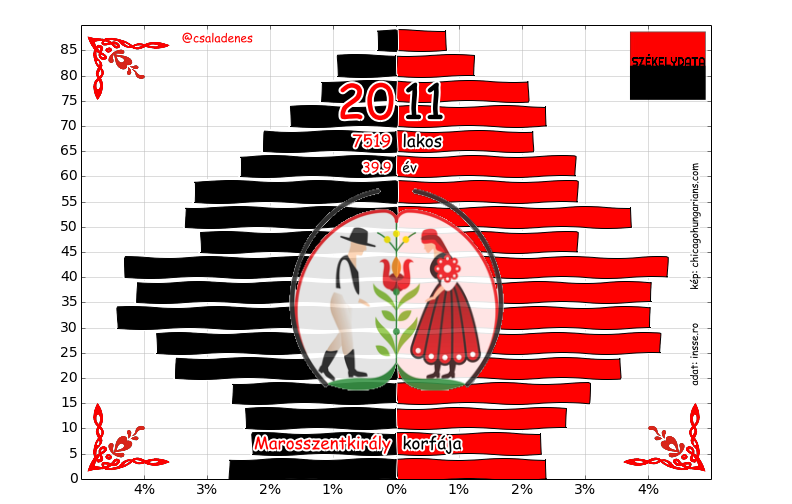 @csaladenes
SZÉKELYDATA
2011
7519 lakos
39.9 év
Marosszentkirály korfája
kép: chicagohungarians.com
adat: insse.ro
85
80
75
70
65
60
55
50
45
40
35
30
25
20
15
10
5
0
4% 3% 2% 1% 0% 1% 2% 3% 4%